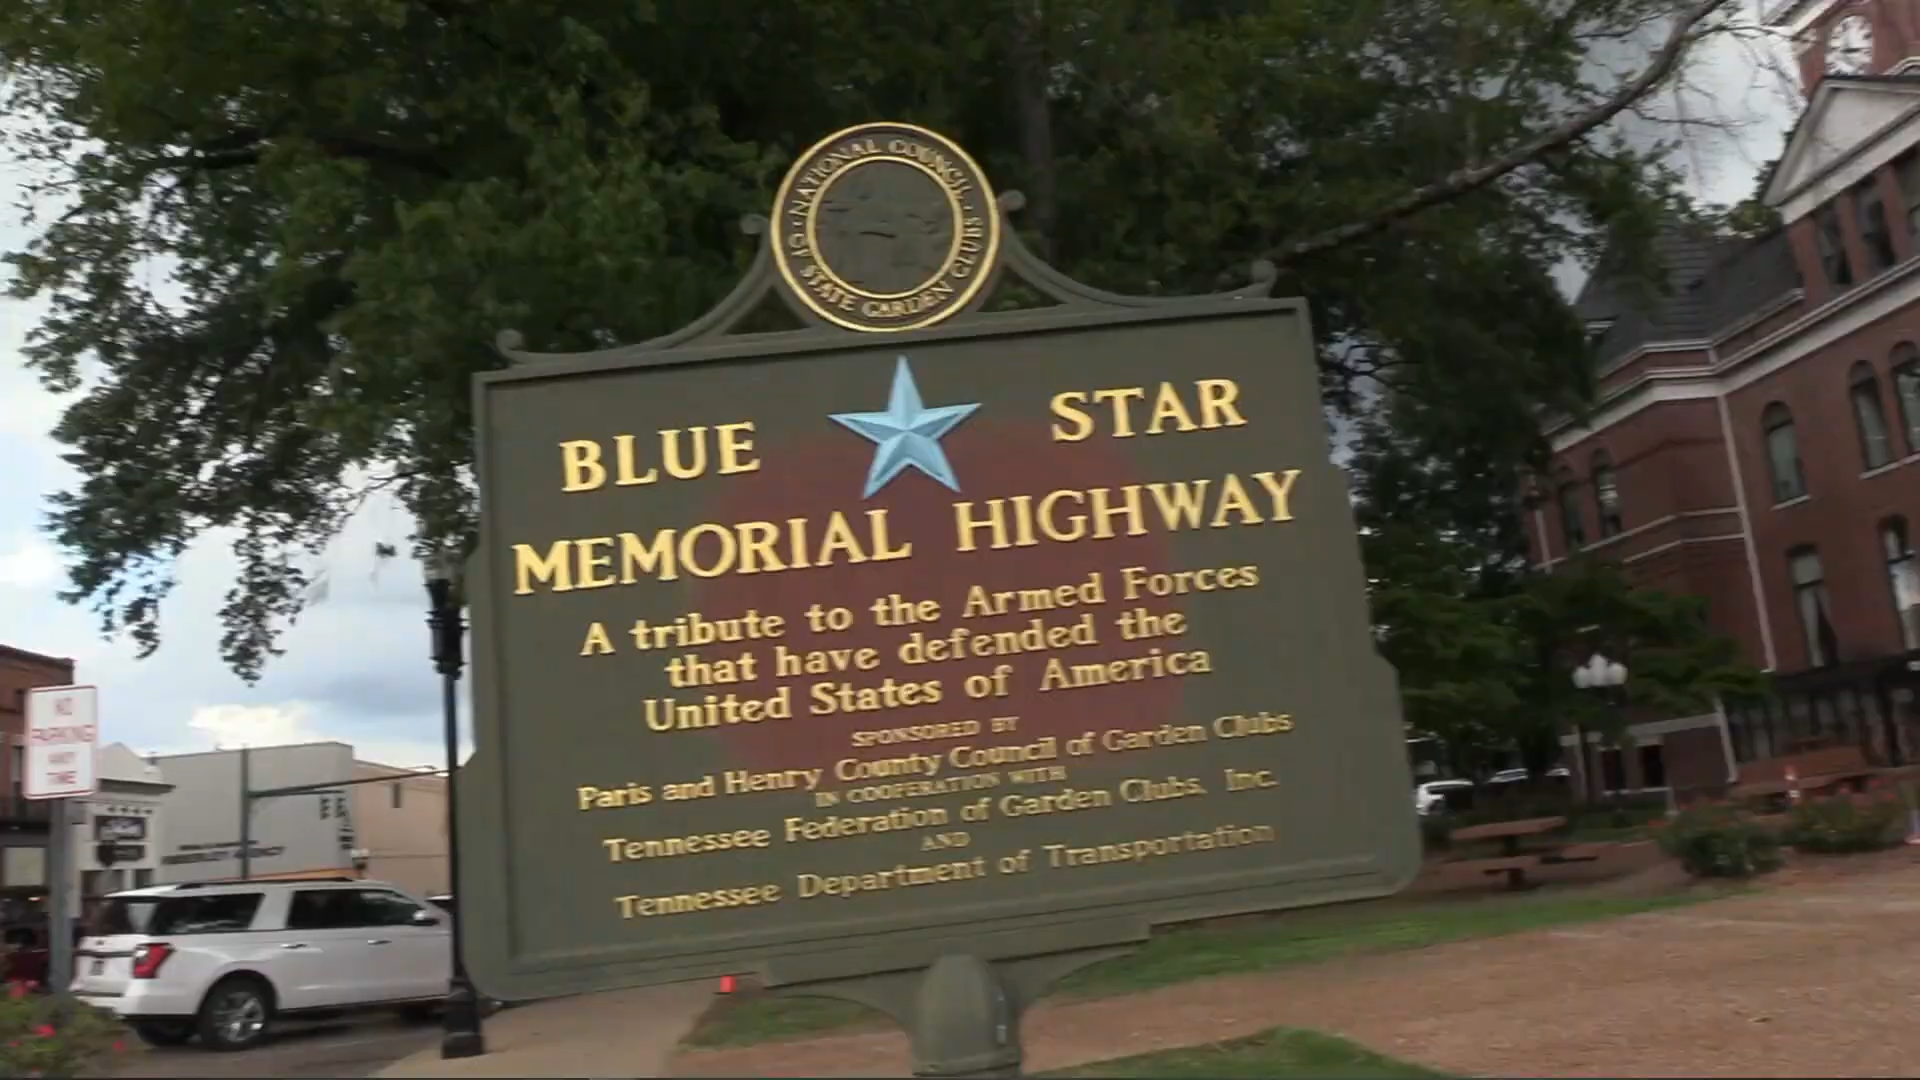 NATIONAL COUNCIL OF STATE GARDEN CLUBS
BLUE STAR
MEMORIAL HIGHWAY
A tribute to the Armed Forces
that have defended the
United States of America
SPONSORED BY
Paris and Henry County Council of Garden Clubs
IN COOPERATION WITH
Tennessee Federation of Garden Clubs, Inc.
AND
Tennessee Department of Transportation
NO
PARKING
ANY
TIME